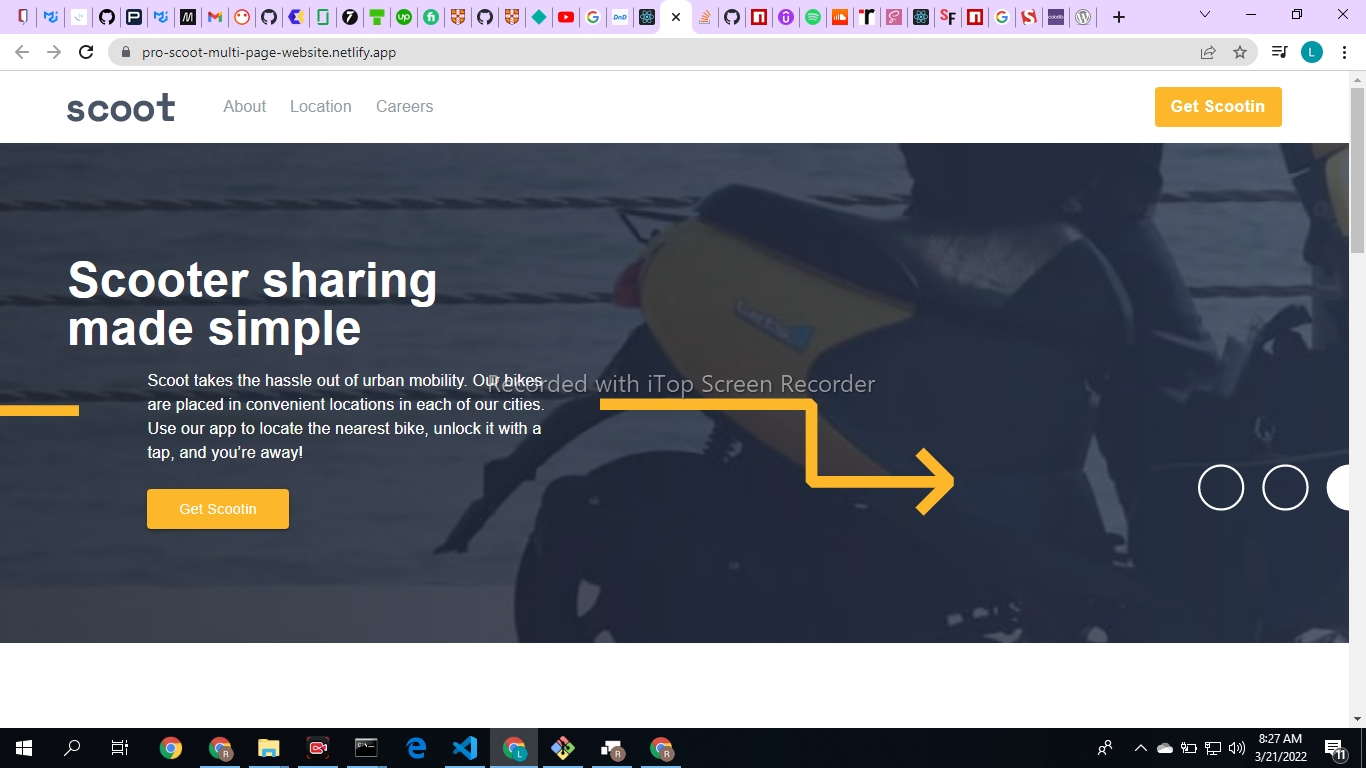 pro-scoot-multi-page-website.netlify.app
L
scoot
About
Location
Careers
Get Scootin
Scooter sharing
made simple
Scoot takes the hassle out of urban mobility. Our bikes
are placed in convenient locations in each of our cities.
Use our app to locate the nearest bike, unlock it with a
tap, and you’re away!
Recorded with iTop Screen Recorder
Get Scootin
8:27 AM
3/21/2022
11